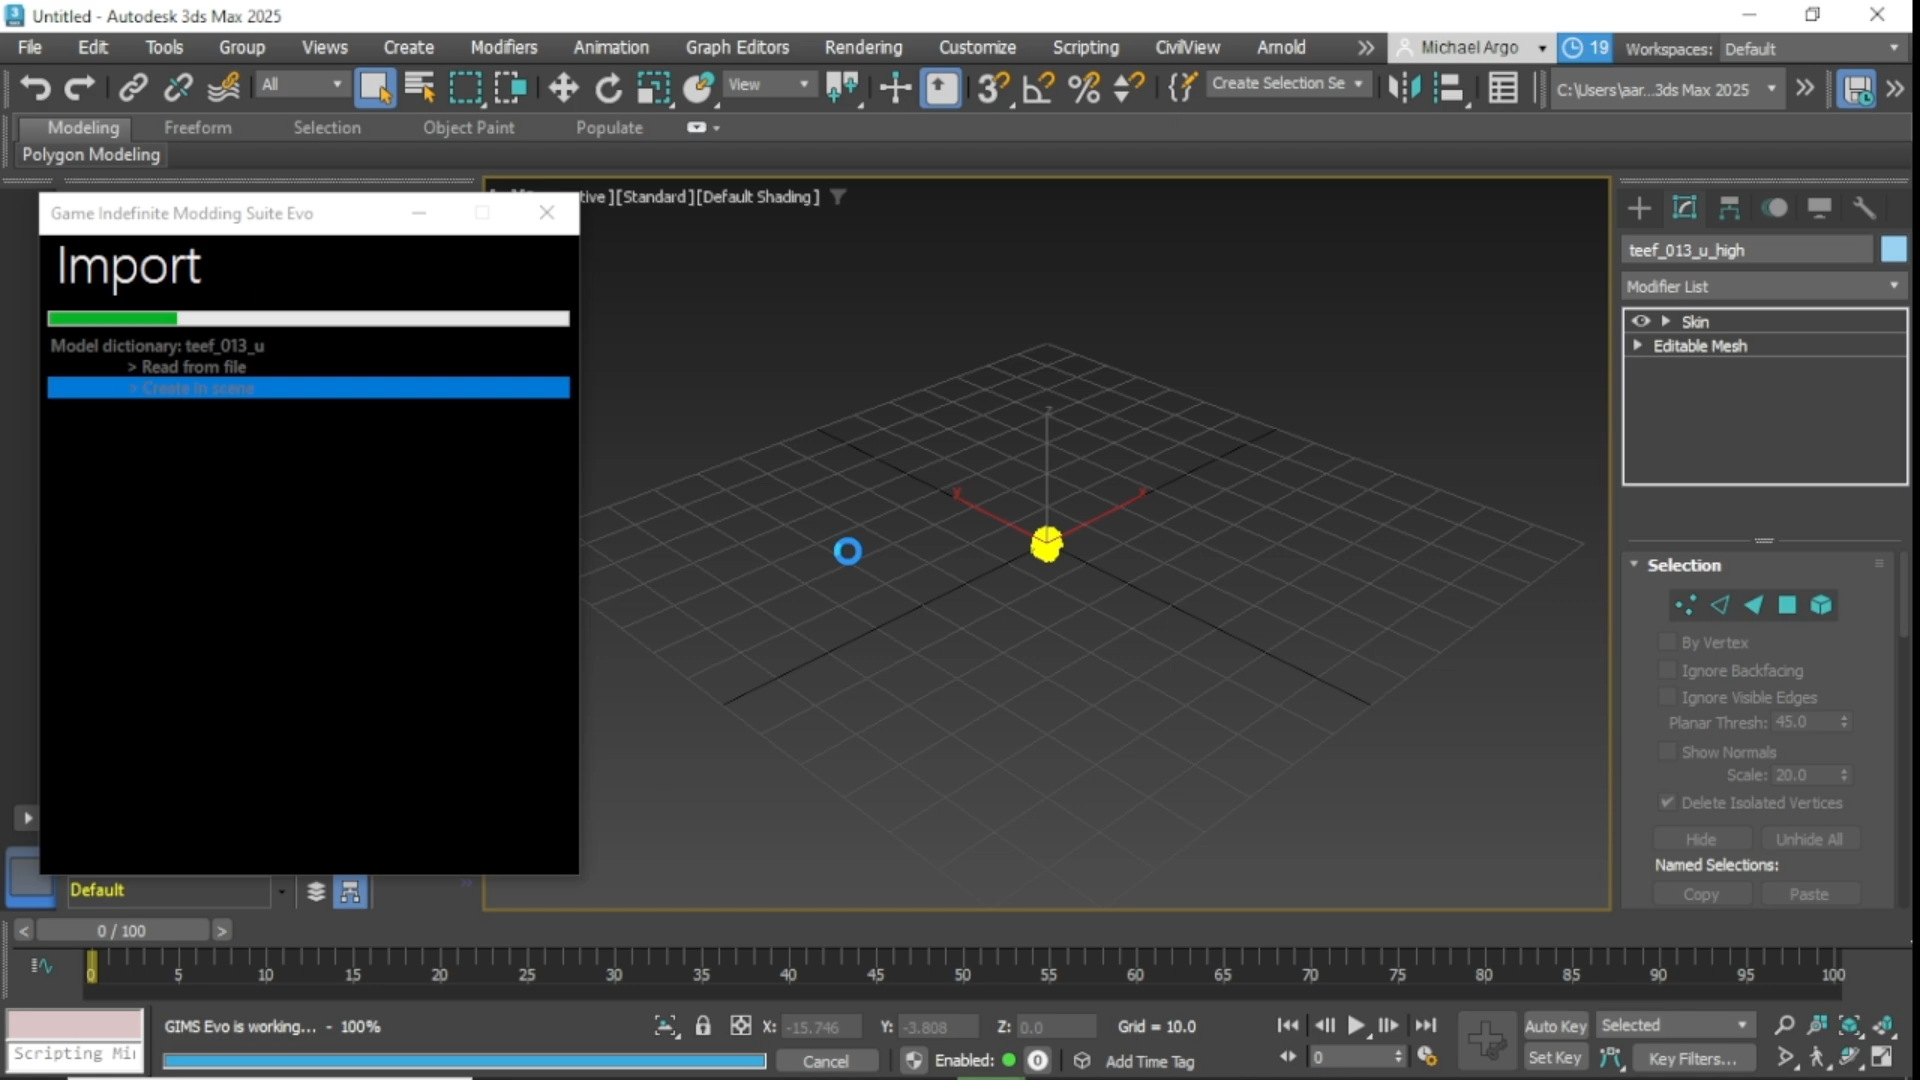 Untitled - Autodesk 3ds Max 2025
File Edit Tools Group Views Create Modifiers Animation Graph Editors Rendering Customize Scripting CivilView Arnold Michael Argo 19 Workspaces: Default
All View Create Selection Se C:\Users\aar...3ds Max 2025
Modeling Freeform Selection Object Paint Populate
Polygon Modeling
tive ] [Standard] [Default Shading ]
Game Indefinite Modding Suite Evo
Import
Model dictionary: teef_013_u
> Read from file
> Create in scene
z
y
x
teef_013_u_high
Modifier List
Skin
Editable Mesh
Selection
By Vertex
Ignore Backfacing
Ignore Visible Edges
Planar Thresh: 45.0
Show Normals
Scale: 20.0
Delete Isolated Vertices
Hide Unhide All
Named Selections:
Copy Paste
Default
< 0 / 100 >
0 5 10 15 20 25 30 35 40 45 50 55 60 65 70 75 80 85 90 95 100
GIMS Evo is working... - 100% X: -15.746 Y: -3.808 Z: 0.0 Grid = 10.0 Auto Key Selected
Scripting Mi
Cancel Enabled: Add Time Tag 0 Set Key Key Filters...